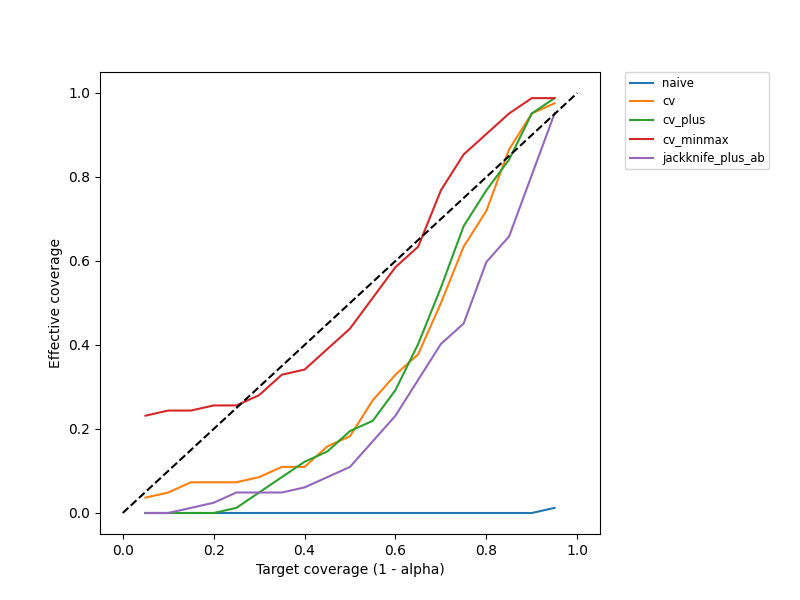 1.0
0.8
0.6
0.4
0.2
0.0
Effective coverage
0.0 0.2 0.4 0.6 0.8 1.0
Target coverage (1 - alpha)
naive
cv
cv_plus
cv_minmax
jackknife_plus_ab